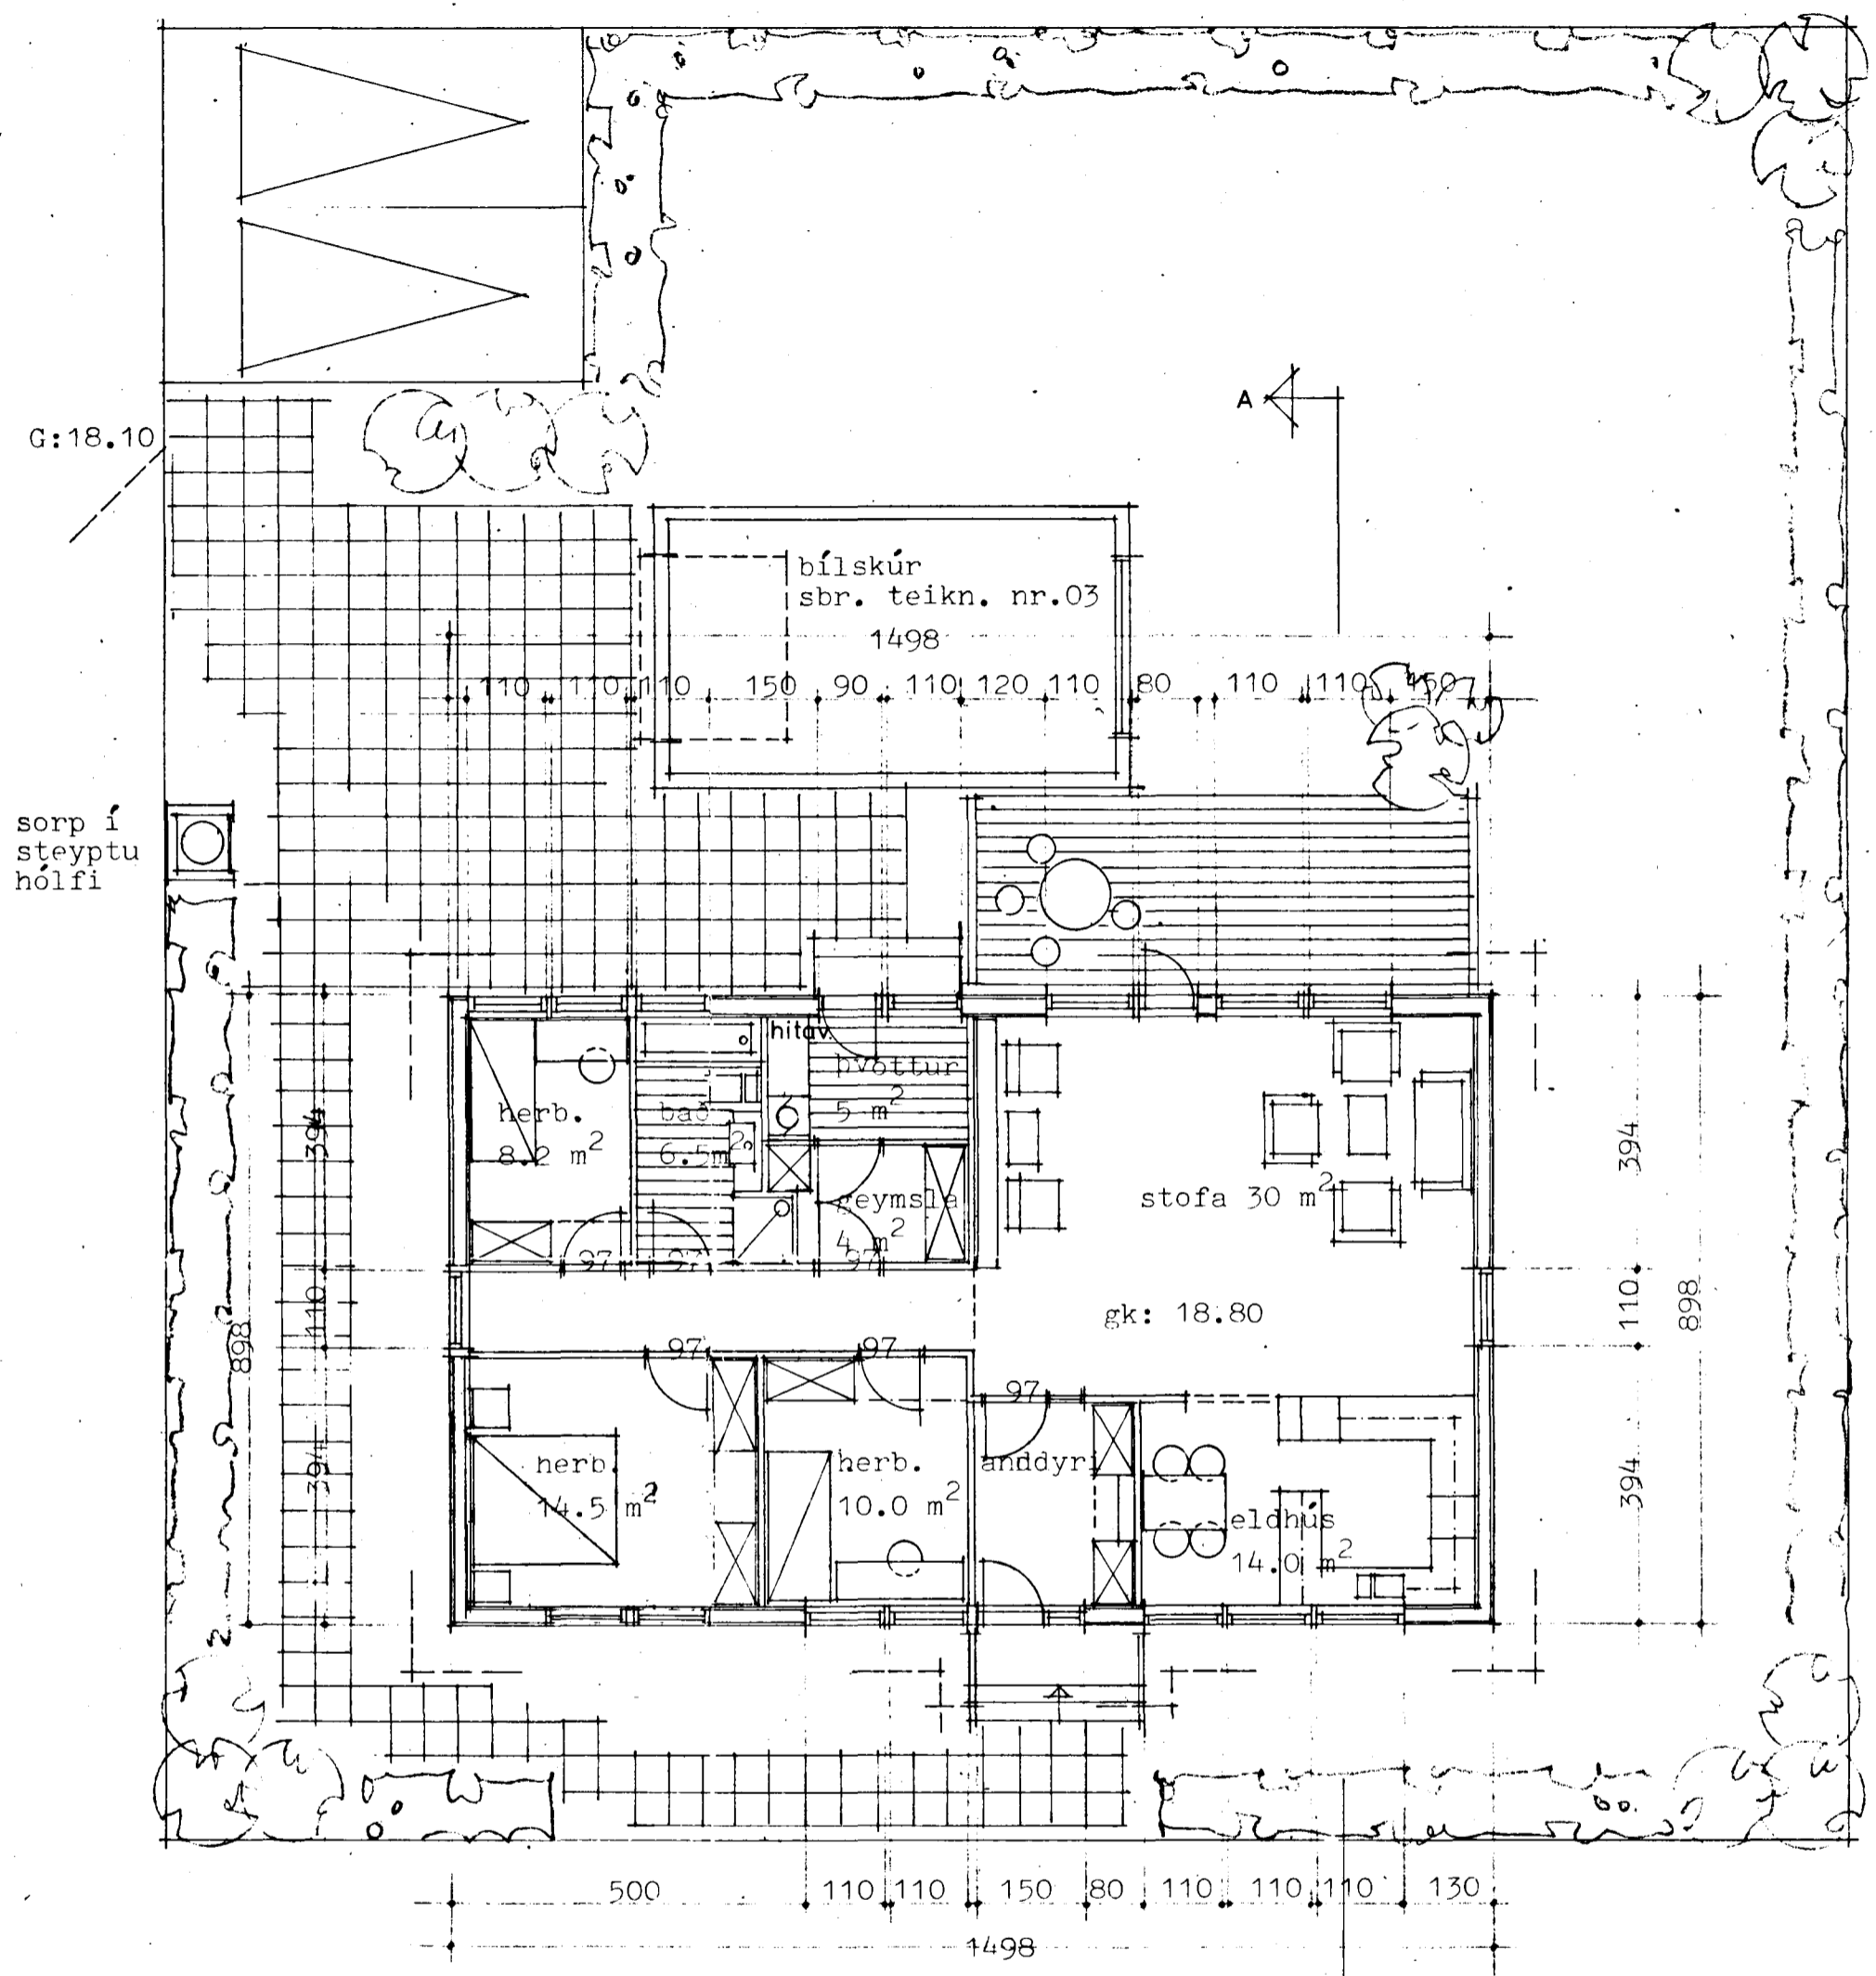 A
G:18.10
bílskúr
sbr. teikn. nr.03
1498
110 110 110 150 90 110 120 110 80 110 110 150
sorp í
steyptu
hólfi
hitav.
þvottur
5 m²
herb.
8.2 m²
bað
6.5m²
geymsla
4 m²
stofa 30 m²
97 97 97
gk: 18.80
394
110
394
898
394
110
394
898
97 97
97
herb.
14.5 m²
herb.
10.0 m²
anddyri
eldhús
14.0 m²
500 110 110 150 80 110 110 110 130
1498